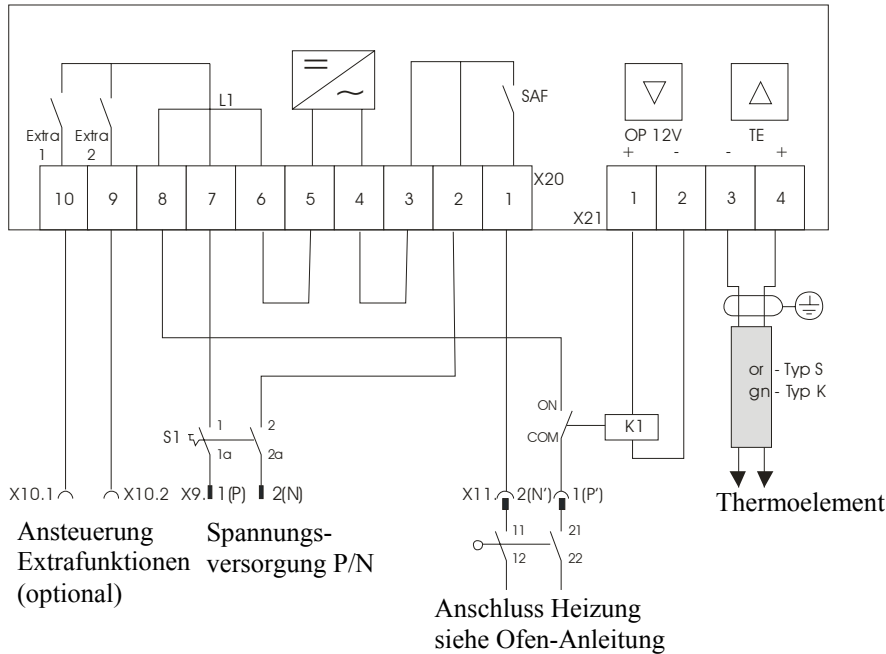 L1
SAF
Extra
1
Extra
2
OP 12V
+ -
TE
- +
X20
10 9 8 7 6 5 4 3 2 1
X21
1 2 3 4
or - Typ S
gn - Typ K
ON
COM
K1
S1
1
1a
2
2a
X10.1
X10.2
X9. 1(P)
2(N)
X11. 2(N')
1(P')
11
12
21
22
Thermoelement
Ansteuerung
Extrafunktionen
(optional)
Spannungs-
versorgung P/N
Anschluss Heizung
siehe Ofen-Anleitung